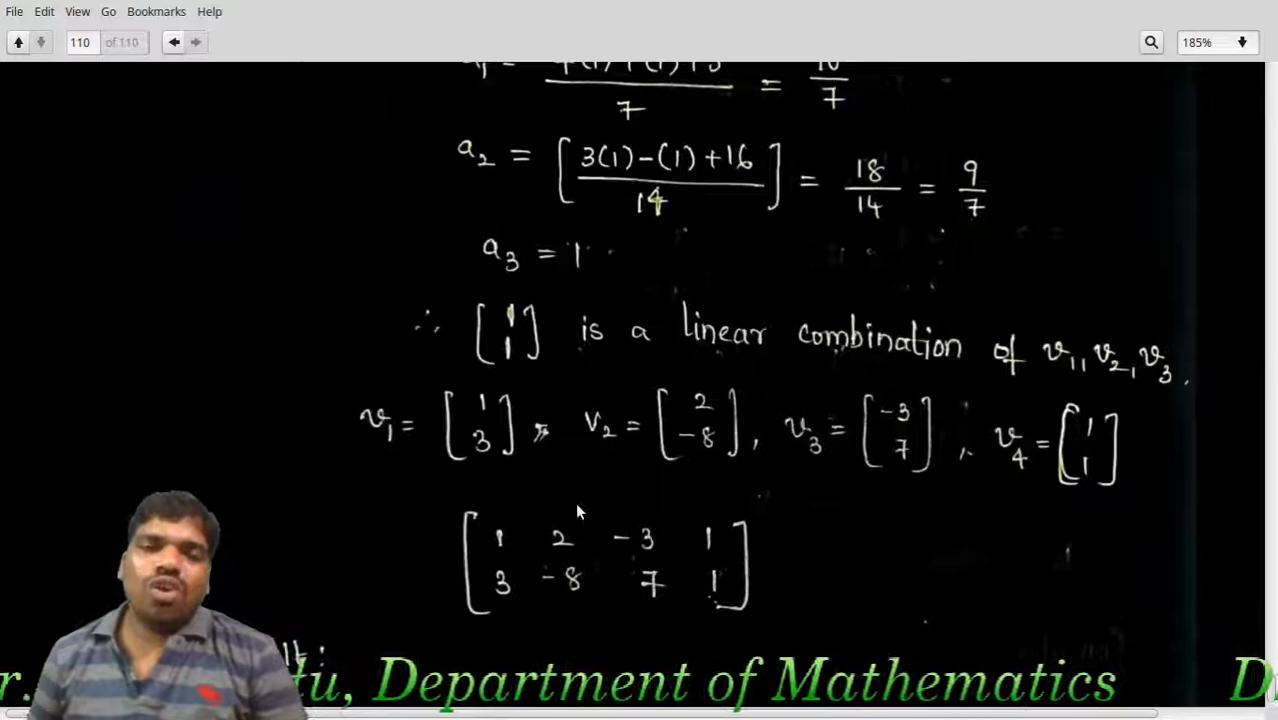 File Edit View Go Bookmarks Help
110 of 110 185%
7 = 7
a₂ = [3(1)-(1)+16 / 14] = 18/14 = 9/7
a₃ = 1
∴ [1 1] is a linear combination of v₁, v₂, v₃.
v₁ = [1 3], v₂ = [2 -8], v₃ = [-3 7], v₄ = [1 1]
[1 2 -3 1
3 -8 7 1]
Department of Mathematics D